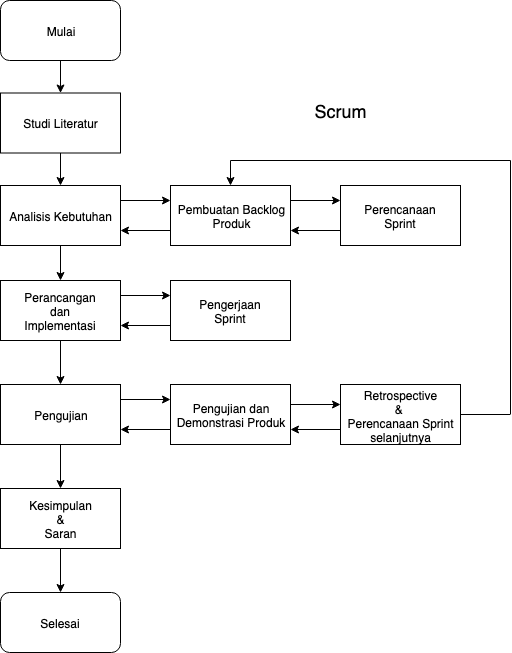 Mulai
Studi Literatur
Scrum
Analisis Kebutuhan
Pembuatan Backlog
Produk
Perencanaan
Sprint
Perancangan
dan
Implementasi
Pengerjaan
Sprint
Pengujian
Pengujian dan
Demonstrasi Produk
Retrospective
&
Perencanaan Sprint
selanjutnya
Kesimpulan
&
Saran
Selesai